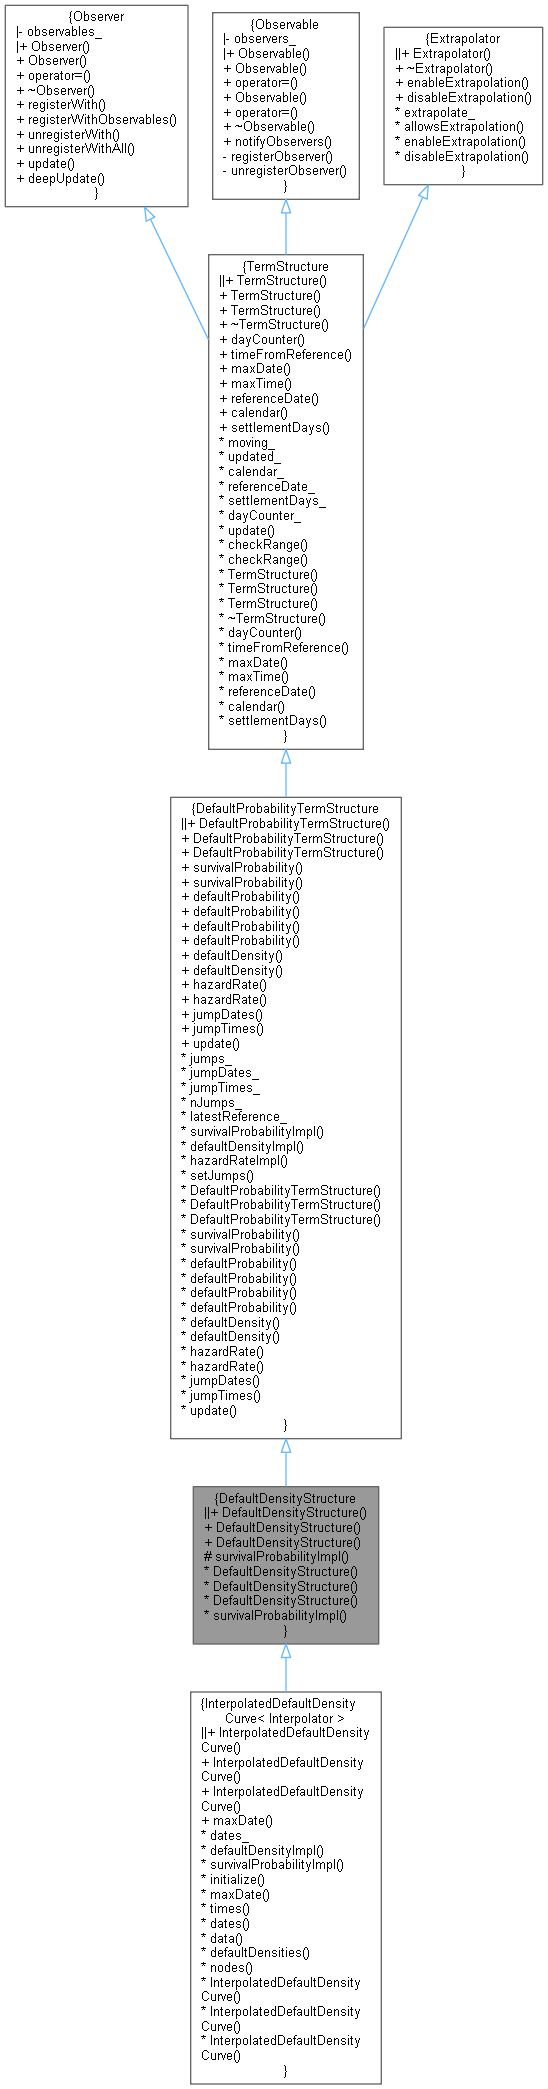 {Observer
|- observables_
|+ Observer()
+ Observer()
+ operator=()
+ ~Observer()
+ registerWith()
+ registerWithObservables()
+ unregisterWith()
+ unregisterWithAll()
+ update()
+ deepUpdate()
}
{Observable
|- observers_
|+ Observable()
+ Observable()
+ operator=()
+ Observable()
+ operator=()
+ ~Observable()
+ notifyObservers()
- registerObserver()
- unregisterObserver()
}
{Extrapolator
||+ Extrapolator()
+ ~Extrapolator()
+ enableExtrapolation()
+ disableExtrapolation()
* extrapolate_
* allowsExtrapolation()
* enableExtrapolation()
* disableExtrapolation()
}
{TermStructure
||+ TermStructure()
+ TermStructure()
+ TermStructure()
+ ~TermStructure()
+ dayCounter()
+ timeFromReference()
+ maxDate()
+ maxTime()
+ referenceDate()
+ calendar()
+ settlementDays()
* moving_
* updated_
* calendar_
* referenceDate_
* settlementDays_
* dayCounter_
* update()
* checkRange()
* checkRange()
* TermStructure()
* TermStructure()
* TermStructure()
* ~TermStructure()
* dayCounter()
* timeFromReference()
* maxDate()
* maxTime()
* referenceDate()
* calendar()
* settlementDays()
}
{DefaultProbabilityTermStructure
||+ DefaultProbabilityTermStructure()
+ DefaultProbabilityTermStructure()
+ DefaultProbabilityTermStructure()
+ survivalProbability()
+ survivalProbability()
+ defaultProbability()
+ defaultProbability()
+ defaultProbability()
+ defaultProbability()
+ defaultDensity()
+ defaultDensity()
+ hazardRate()
+ hazardRate()
+ jumpDates()
+ jumpTimes()
+ update()
* jumps_
* jumpDates_
* jumpTimes_
* nJumps_
* latestReference_
* survivalProbabilityImpl()
* defaultDensityImpl()
* hazardRateImpl()
* setJumps()
* DefaultProbabilityTermStructure()
* DefaultProbabilityTermStructure()
* DefaultProbabilityTermStructure()
* survivalProbability()
* survivalProbability()
* defaultProbability()
* defaultProbability()
* defaultProbability()
* defaultProbability()
* defaultDensity()
* defaultDensity()
* hazardRate()
* hazardRate()
* jumpDates()
* jumpTimes()
* update()
}
{DefaultDensityStructure
||+ DefaultDensityStructure()
+ DefaultDensityStructure()
+ DefaultDensityStructure()
# survivalProbabilityImpl()
* DefaultDensityStructure()
* DefaultDensityStructure()
* DefaultDensityStructure()
* survivalProbabilityImpl()
}
{InterpolatedDefaultDensity
Curve< Interpolator >
||+ InterpolatedDefaultDensity
Curve()
+ InterpolatedDefaultDensity
Curve()
+ InterpolatedDefaultDensity
Curve()
+ maxDate()
* dates_
* defaultDensityImpl()
* survivalProbabilityImpl()
* initialize()
* maxDate()
* times()
* dates()
* data()
* defaultDensities()
* nodes()
* InterpolatedDefaultDensity
Curve()
* InterpolatedDefaultDensity
Curve()
* InterpolatedDefaultDensity
Curve()
}